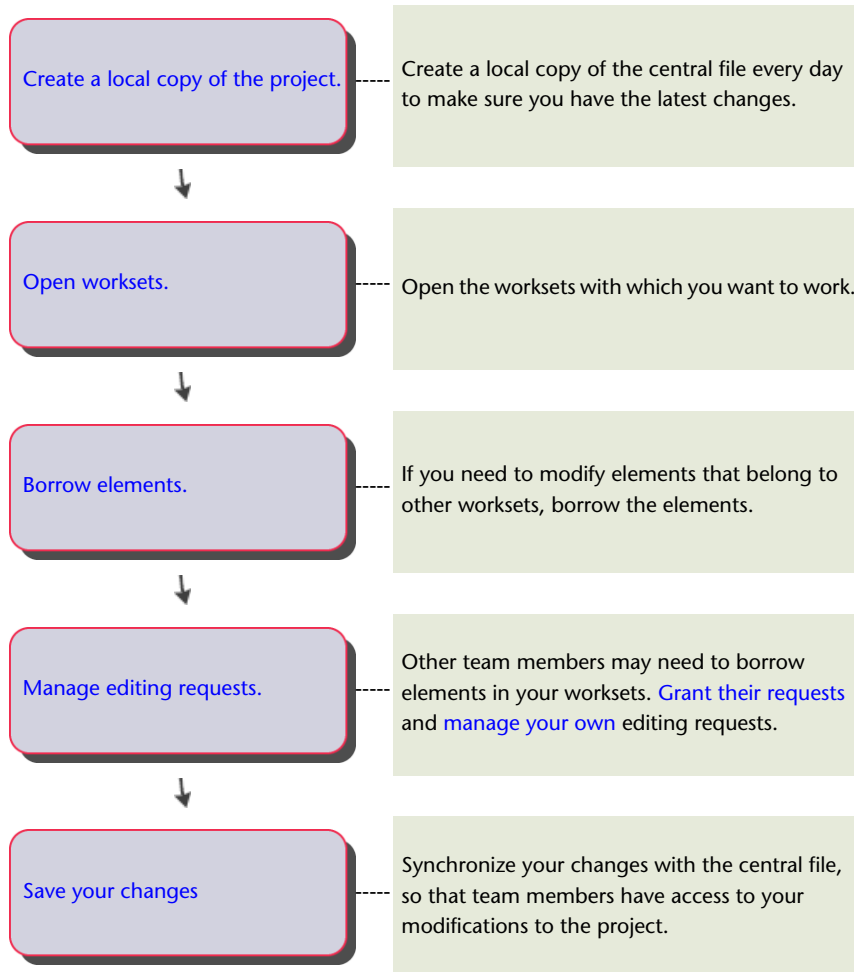 Create a local copy of the project.
Create a local copy of the central file every day
to make sure you have the latest changes.
Open worksets.
Open the worksets with which you want to work.
Borrow elements.
If you need to modify elements that belong to
other worksets, borrow the elements.
Manage editing requests.
Other team members may need to borrow
elements in your worksets. Grant their requests
and manage your own editing requests.
Save your changes
Synchronize your changes with the central file,
so that team members have access to your
modifications to the project.